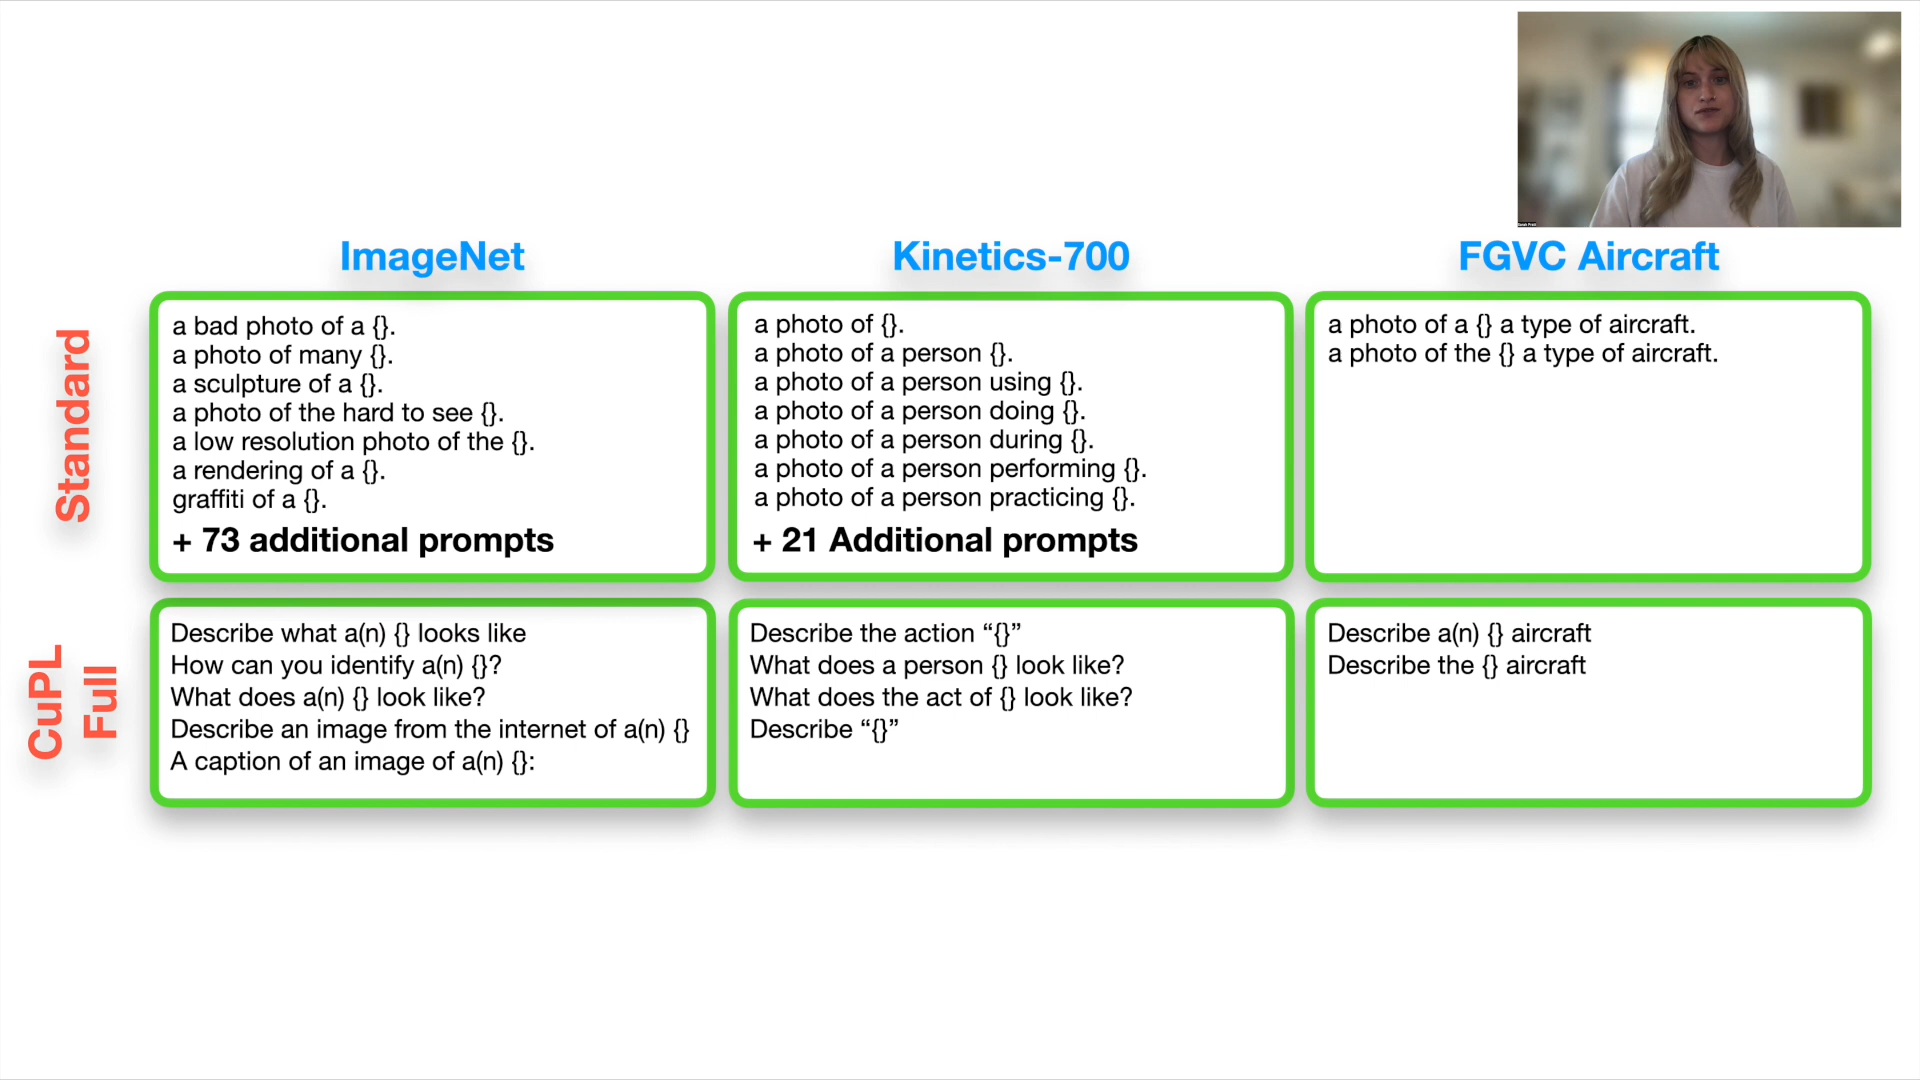 ImageNet
Kinetics-700
FGVC Aircraft
Standard
a bad photo of a {}.
a photo of many {}.
a sculpture of a {}.
a photo of the hard to see {}.
a low resolution photo of the {}.
a rendering of a {}.
graffiti of a {}.
+ 73 additional prompts
a photo of {}.
a photo of a person {}.
a photo of a person using {}.
a photo of a person doing {}.
a photo of a person during {}.
a photo of a person performing {}.
a photo of a person practicing {}.
+ 21 Additional prompts
a photo of a {} a type of aircraft.
a photo of the {} a type of aircraft.
CuPL
Full
Describe what a(n) {} looks like
How can you identify a(n) {}?
What does a(n) {} look like?
Describe an image from the internet of a(n) {}
A caption of an image of a(n) {}:
Describe the action “{}”
What does a person {} look like?
What does the act of {} look like?
Describe “{}”
Describe a(n) {} aircraft
Describe the {} aircraft